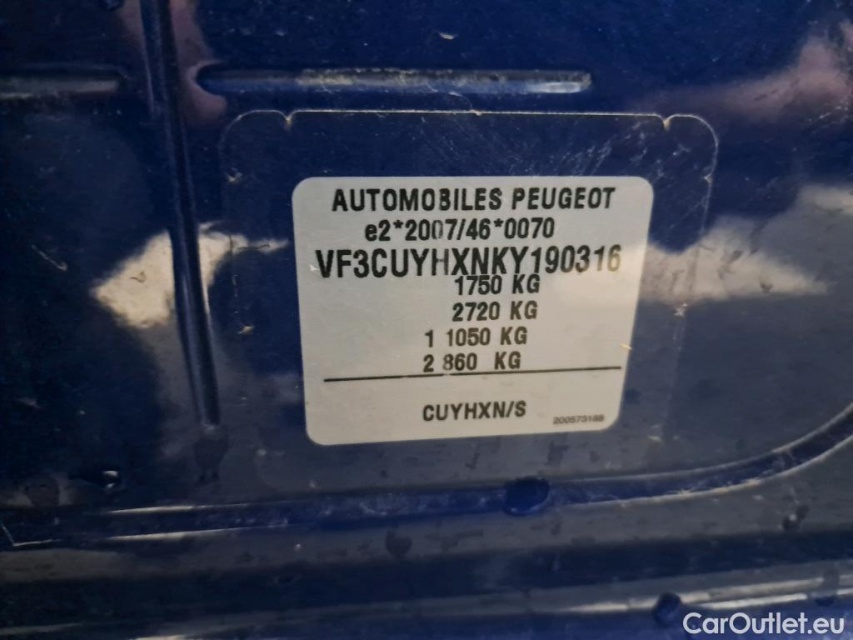 AUTOMOBILES PEUGEOT
e2*2007/46*0070
VF3CUYHXNKY190316
1750 KG
2720 KG
1 1050 KG
2 860 KG
CUYHXN/S
CarOutlet.eu